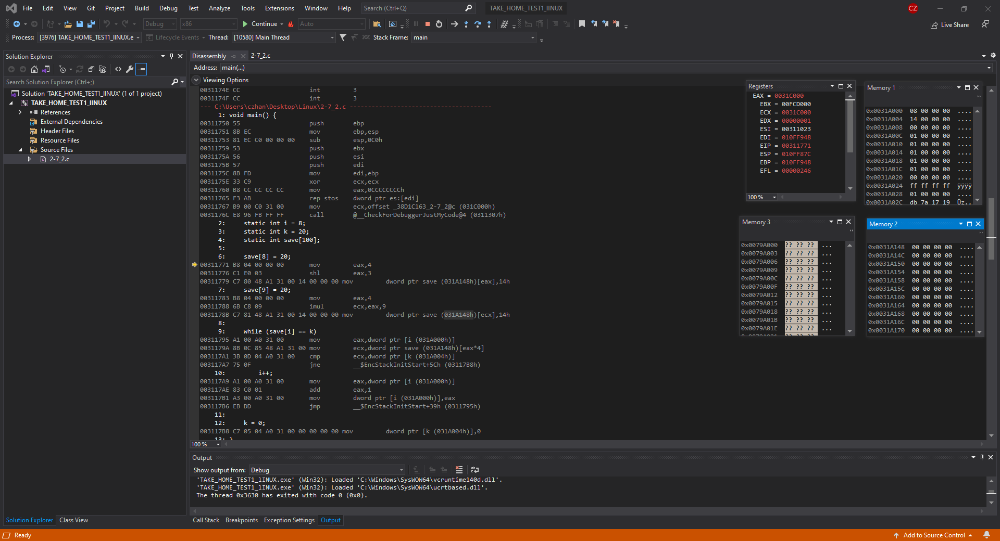 File Edit View Git Project Build Debug Test Analyze Tools Extensions Window Help Search (Ctrl+Q) TAKE_HOME_TEST1_lINUX CZ
Debug x86 Continue Auto Live Share
Process: [3976] TAKE_HOME_TEST1_lINUX.e Lifecycle Events Thread: [10580] Main Thread Stack Frame: main
Solution Explorer
Search Solution Explorer (Ctrl+;)
Solution 'TAKE_HOME_TEST1_lINUX' (1 of 1 project)
TAKE_HOME_TEST1_lINUX
References
External Dependencies
Header Files
Resource Files
Source Files
2-7_2.c
Solution Explorer Class View
Disassembly 2-7_2.c
Address: main(...)
Viewing Options
0031174E CC int 3
0031174F CC int 3
--- C:\Users\czhan\Desktop\Linux\2-7_2.c ---------------------------------------
1: void main() {
00311750 55 push ebp
00311751 8B EC mov ebp,esp
00311753 81 EC C0 00 00 00 sub esp,0C0h
00311759 53 push ebx
0031175A 56 push esi
0031175B 57 push edi
0031175C 8B FD mov edi,ebp
0031175E 33 C9 xor ecx,ecx
00311760 B8 CC CC CC CC mov eax,0CCCCCCCCh
00311765 F3 AB rep stos dword ptr es:[edi]
00311767 B9 00 C0 31 00 mov ecx,offset _38D1C163_2-7_2@c (031C000h)
0031176C E8 96 FB FF FF call @__CheckForDebuggerJustMyCode@4 (0311307h)
2: static int i = 8;
3: static int k = 20;
4: static int save[100];
5:
6: save[8] = 20;
00311771 B8 04 00 00 00 mov eax,4
00311776 C1 E0 03 shl eax,3
00311779 C7 80 48 A1 31 00 14 00 00 00 mov dword ptr save (031A148h)[eax],14h
7: save[9] = 20;
00311783 B8 04 00 00 00 mov eax,4
00311788 6B C8 09 imul ecx,eax,9
0031178B C7 81 48 A1 31 00 14 00 00 00 mov dword ptr save (031A148h)[ecx],14h
8:
9: while (save[i] == k)
00311795 A1 00 A0 31 00 mov eax,dword ptr [i (031A000h)]
0031179A 8B 0C 85 48 A1 31 00 mov ecx,dword ptr save (031A148h)[eax*4]
003117A1 3B 0D 04 A0 31 00 cmp ecx,dword ptr [k (031A004h)]
003117A7 75 0F jne __$EncStackInitStart+5Ch (03117B8h)
10: i++;
003117A9 A1 00 A0 31 00 mov eax,dword ptr [i (031A000h)]
003117AE 83 C0 01 add eax,1
003117B1 A3 00 A0 31 00 mov dword ptr [i (031A000h)],eax
003117B6 EB DD jmp __$EncStackInitStart+39h (0311795h)
11:
12: k = 0;
003117B8 C7 05 04 A0 31 00 00 00 00 00 mov dword ptr [k (031A004h)],0
13: }
100 %
Registers
EAX = 0031C000
EBX = 00FCD000
ECX = 0031C000
EDX = 00000001
ESI = 00311023
EDI = 010FF948
EIP = 00311771
ESP = 010FF87C
EBP = 010FF948
EFL = 00000246
100 %
Memory 1
0x0031A000 08 00 00 00 ....
0x0031A004 14 00 00 00 ....
0x0031A008 00 00 00 00 ....
0x0031A00C 01 00 00 00 ....
0x0031A010 01 00 00 00 ....
0x0031A014 01 00 00 00 ....
0x0031A018 01 00 00 00 ....
0x0031A01C 01 00 00 00 ....
0x0031A020 00 00 00 00 ....
0x0031A024 ff ff ff ff ÿÿÿÿ
0x0031A028 01 00 00 00 ....
0x0031A02C db 7a 17 19 Ûz..
Memory 3
0x0079A000 ?? ?? ?? ...
0x0079A003 ?? ?? ?? ...
0x0079A006 ?? ?? ?? ...
0x0079A009 ?? ?? ?? ...
0x0079A00C ?? ?? ?? ...
0x0079A00F ?? ?? ?? ...
0x0079A012 ?? ?? ?? ...
0x0079A015 ?? ?? ?? ...
0x0079A018 ?? ?? ?? ...
0x0079A01B ?? ?? ?? ...
0x0079A01E ?? ?? ?? ...
Memory 2
0x0031A148 00 00 00 00 ....
0x0031A14C 00 00 00 00 ....
0x0031A150 00 00 00 00 ....
0x0031A154 00 00 00 00 ....
0x0031A158 00 00 00 00 ....
0x0031A15C 00 00 00 00 ....
0x0031A160 00 00 00 00 ....
0x0031A164 00 00 00 00 ....
0x0031A168 00 00 00 00 ....
0x0031A16C 00 00 00 00 ....
0x0031A170 00 00 00 00 ....
Output
Show output from: Debug
'TAKE_HOME_TEST1_lINUX.exe' (Win32): Loaded 'C:\Windows\SysWOW64\vcruntime140d.dll'.
'TAKE_HOME_TEST1_lINUX.exe' (Win32): Loaded 'C:\Windows\SysWOW64\ucrtbased.dll'.
The thread 0x3630 has exited with code 0 (0x0).
Call Stack Breakpoints Exception Settings Output
Ready Add to Source Control